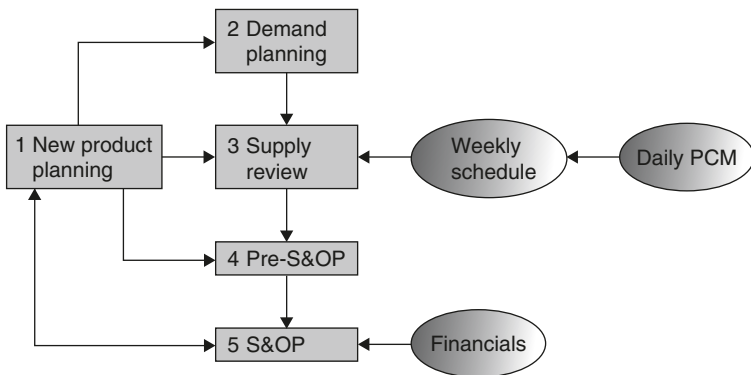 2 Demand
planning
1 New product
planning
3 Supply
review
Weekly
schedule
Daily PCM
4 Pre-S&OP
5 S&OP
Financials